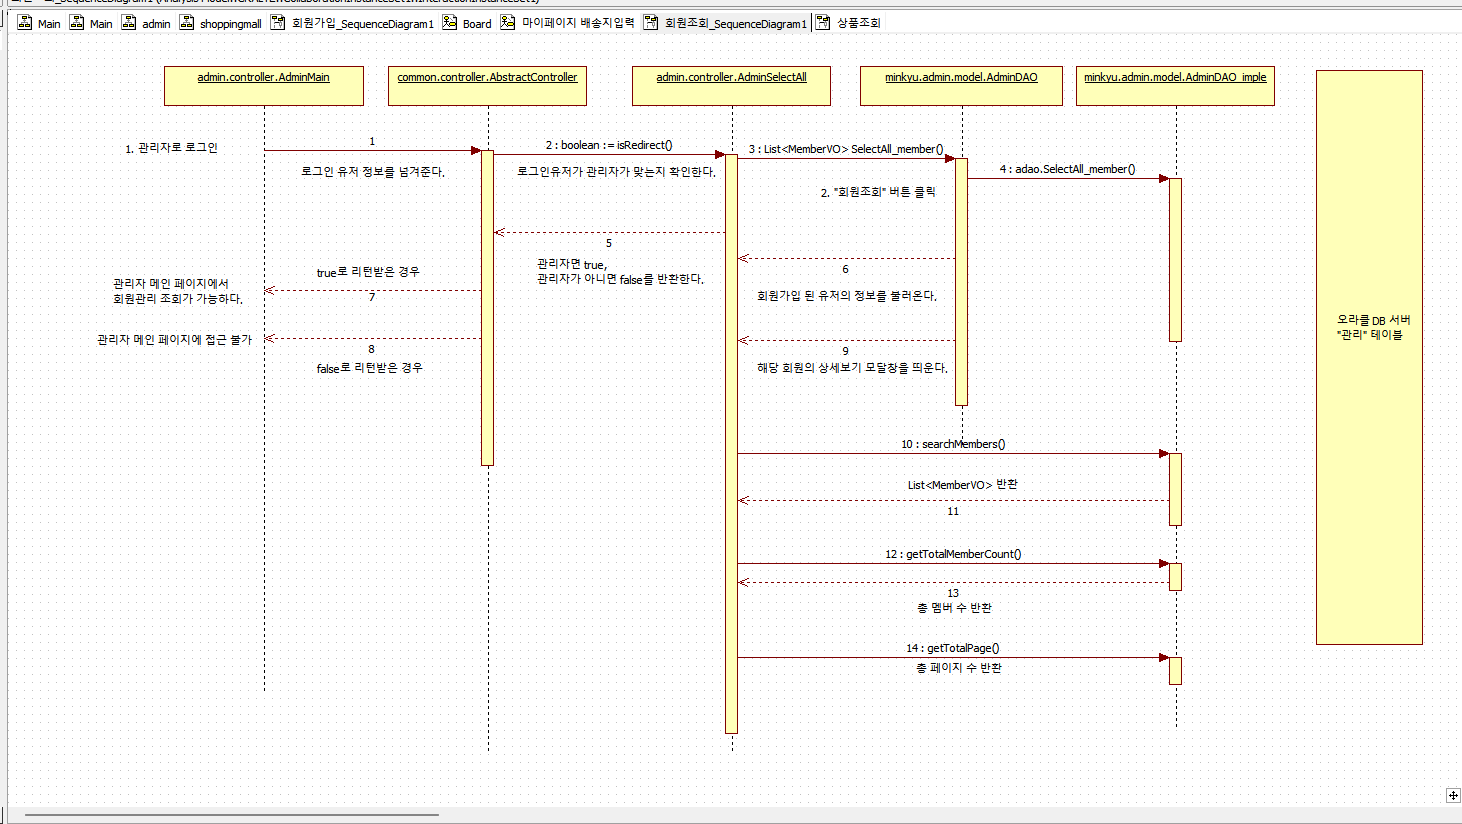 Main
Main
admin
shoppingmall
회원가입_SequenceDiagram1
Board
마이페이지 배송지입력
회원조회_SequenceDiagram1
상품조회
admin.controller.AdminMain
common.controller.AbstractController
admin.controller.AdminSelectAll
minkyu.admin.model.AdminDAO
minkyu.admin.model.AdminDAO_imple
1. 관리자로 로그인
1
로그인 유저 정보를 넘겨준다.
2 : boolean := isRedirect()
로그인유저가 관리자가 맞는지 확인한다.
3 : List<MemberVO> SelectAll_member()
2. "회원조회" 버튼 클릭
4 : adao.SelectAll_member()
5
관리자면 true,
관리자가 아니면 false를 반환한다.
6
회원가입 된 유저의 정보를 불러온다.
true로 리턴받은 경우
7
관리자 메인 페이지에서
회원관리 조회가 가능하다.
관리자 메인 페이지에 접근 불가
8
false로 리턴받은 경우
9
해당 회원의 상세보기 모달창을 띄운다.
오라클 DB 서버
"관리" 테이블
10 : searchMembers()
List<MemberVO> 반환
11
12 : getTotalMemberCount()
13
총 멤버 수 반환
14 : getTotalPage()
총 페이지 수 반환